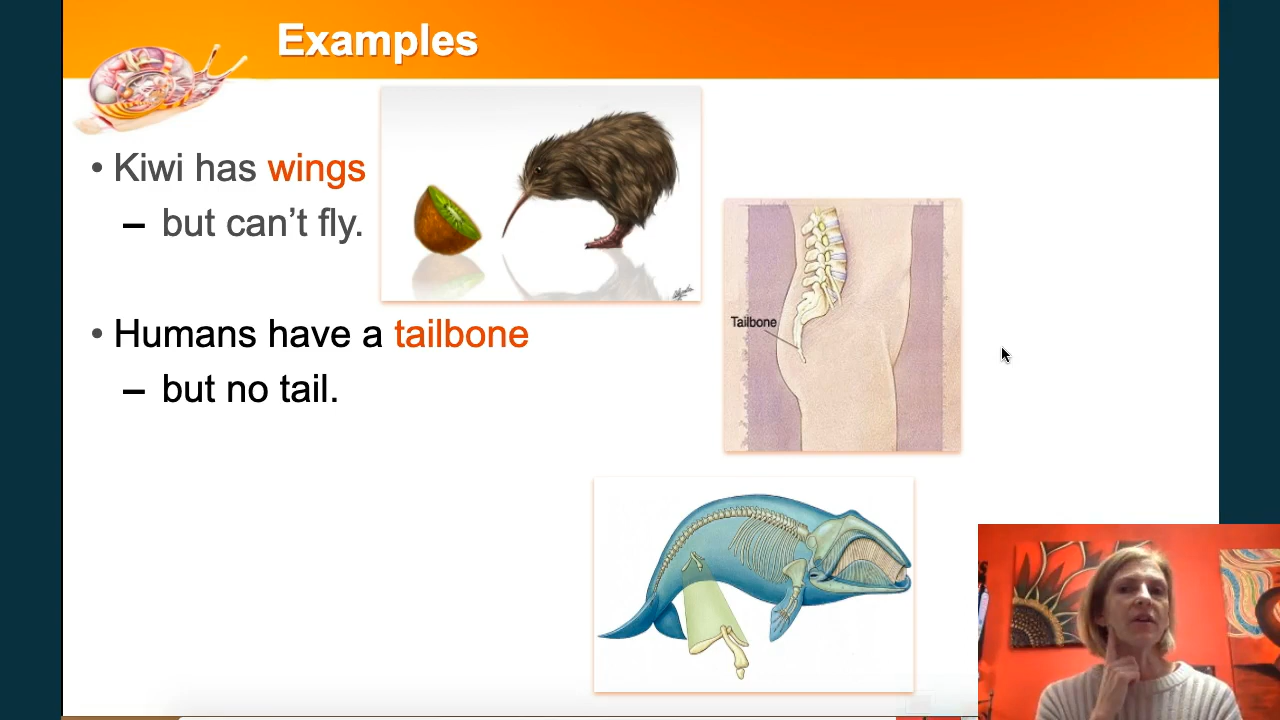 Examples
• Kiwi has wings
– but can’t fly.
• Humans have a tailbone
– but no tail.
Tailbone